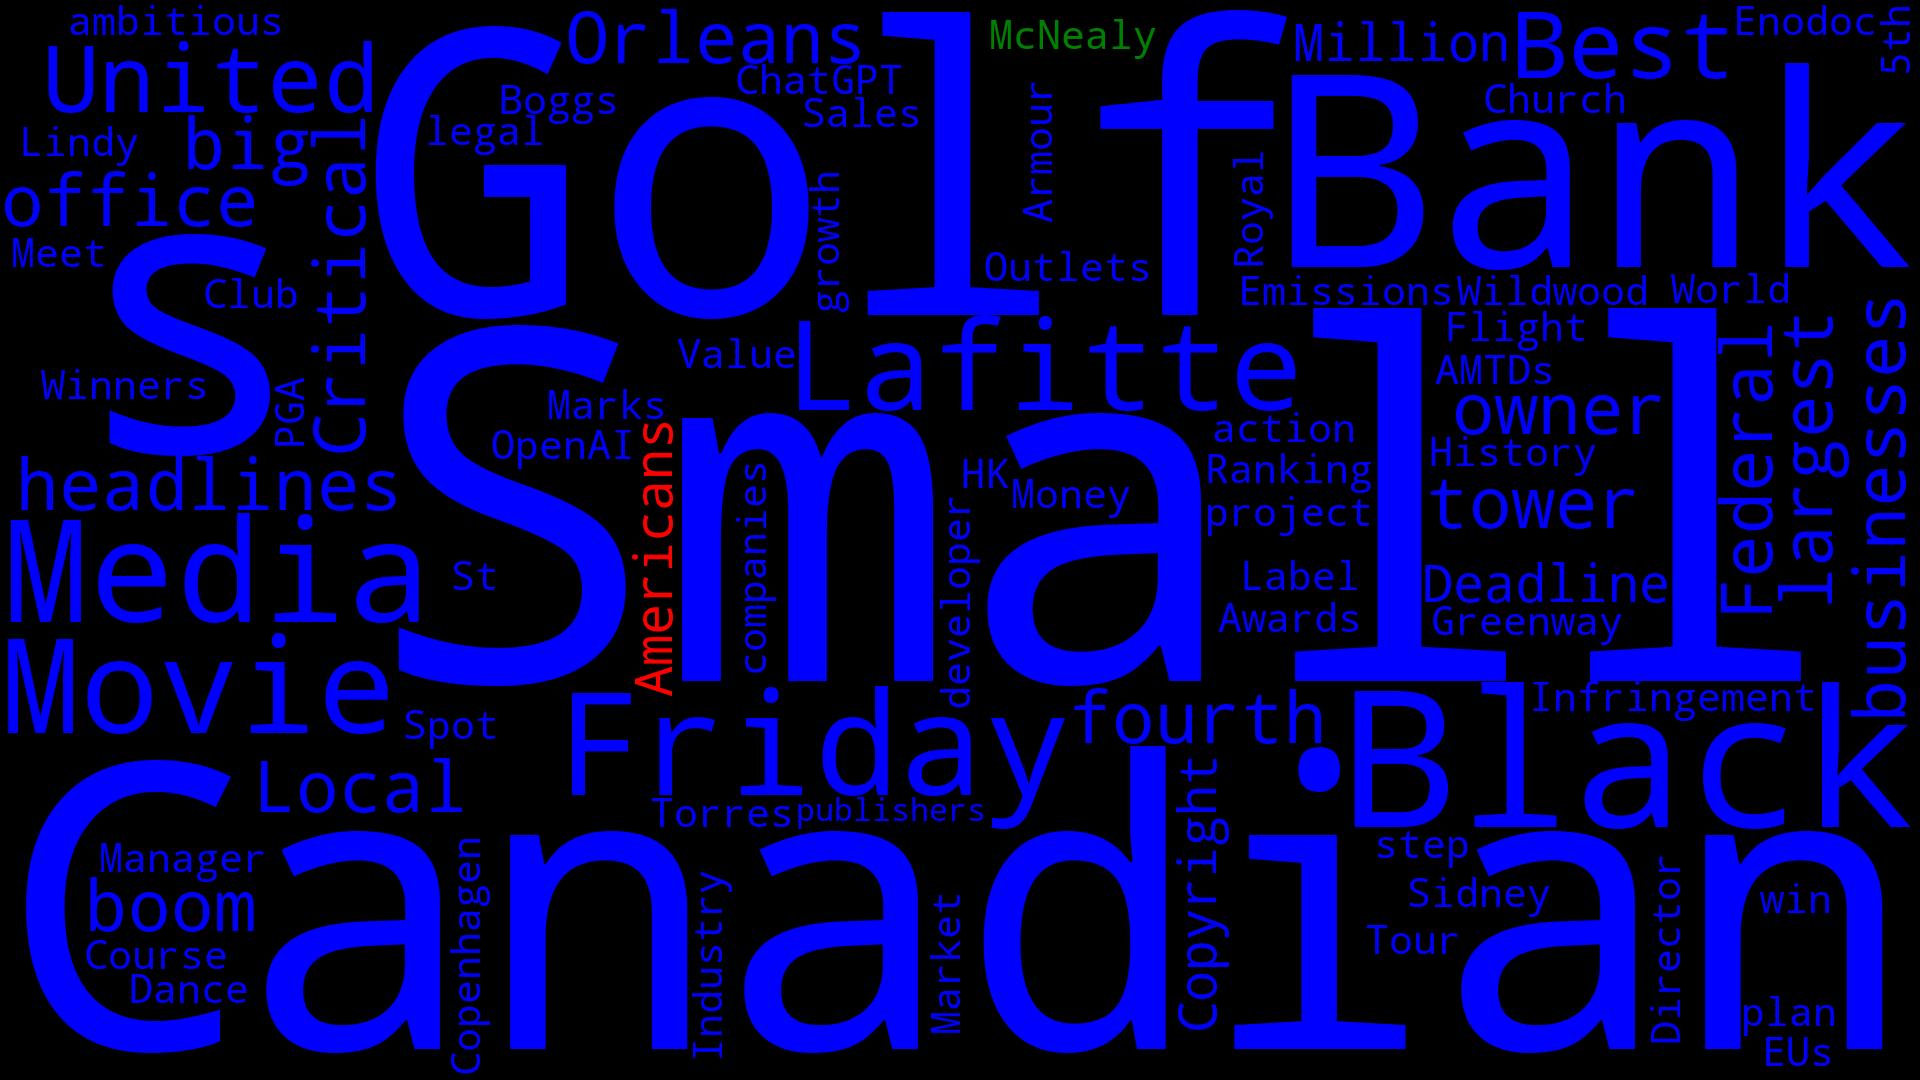 ambitious
Orleans
McNealy
Million
Best
Enodoc
5th
United
Golf
ChatGPT
Boggs
Sales
legal
Armour
Church
Bank
Lindy
big
Critical
growth
Royal
office
Meet
s
Club
Outlets
Emissions
Wildwood
World
Winners
PGA
Value
Lafitte
Flight
AMTDs
Federal
largest
businesses
Marks
OpenAI
Americans
Small
companies
HK
Money
developer
action
Ranking
project
owner
History
tower
headlines
Media
St
Label
Awards
Deadline
Greenway
Movie
Spot
Friday
fourth
Black
Infringement
Local
Torres
publishers
Copyright
Canadian
Manager
boom
Course
Dance
Copenhagen
Industry
Market
step
Sidney
Tour
Director
win
plan
EUs